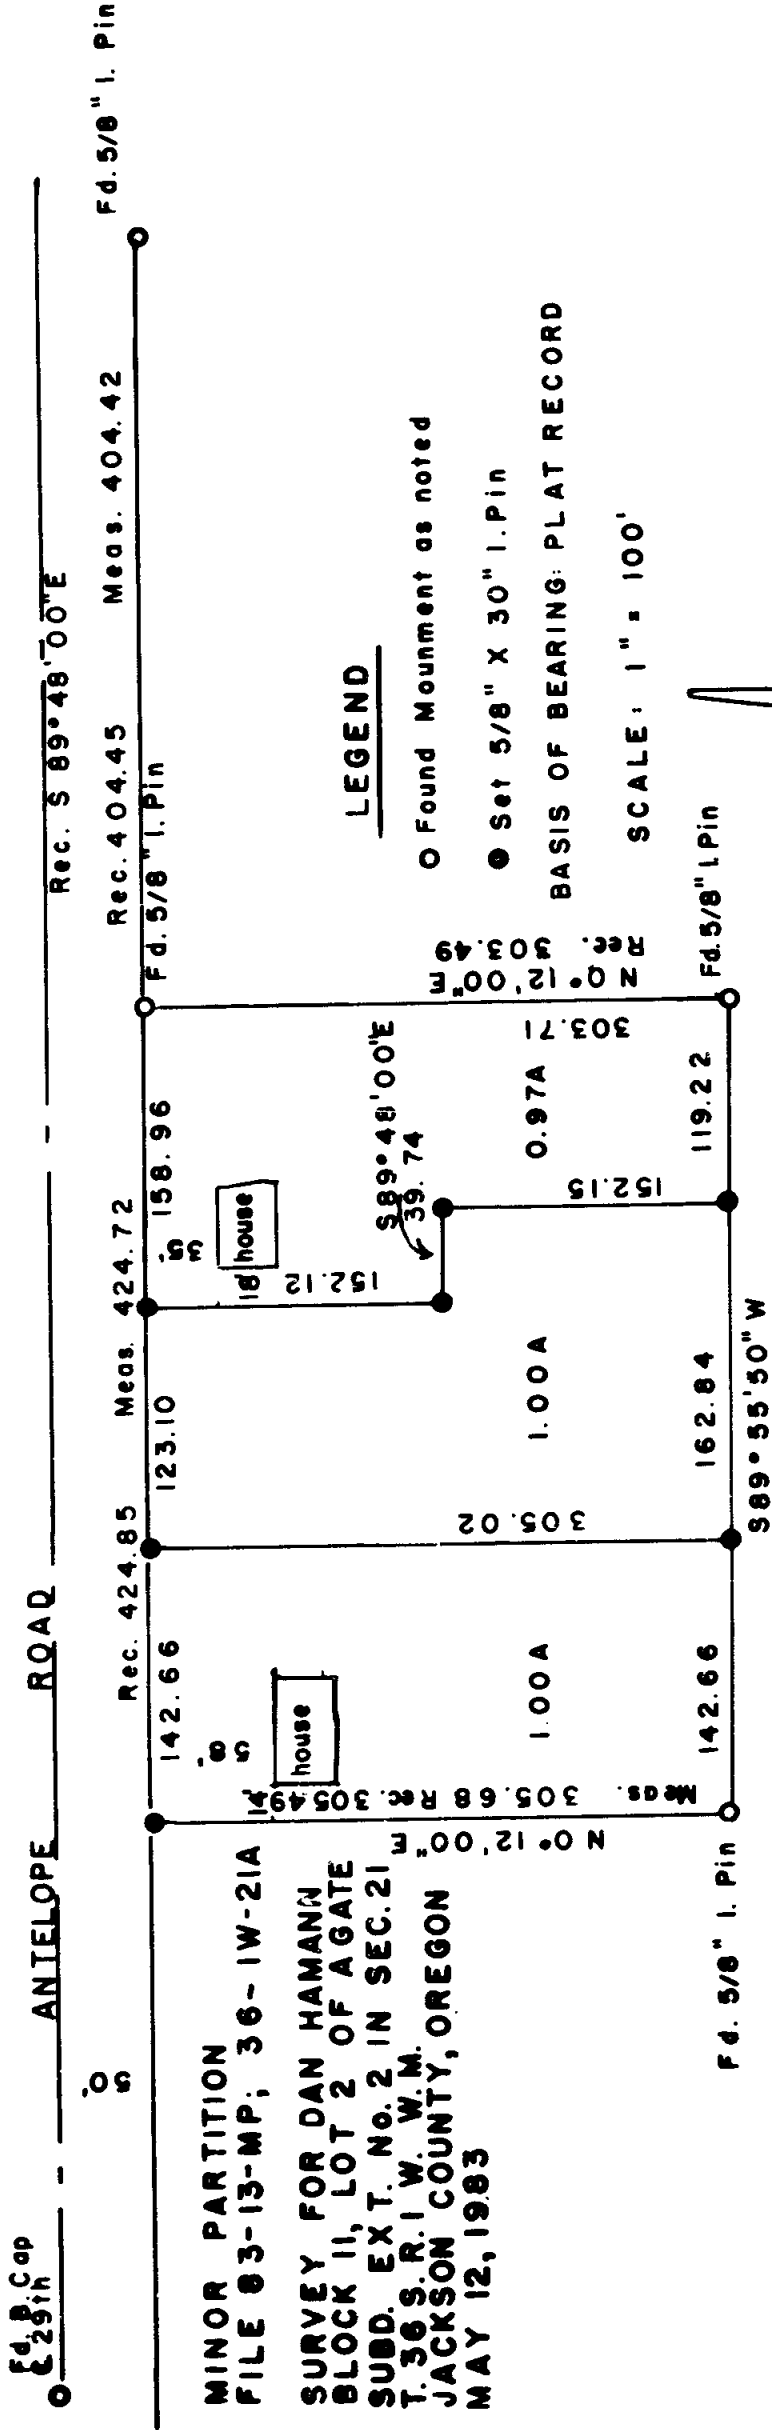 Fd. B. Cap
℄ 29th
50'
ANTELOPE ROAD
Rec. S 89°48'00"E
Rec. 424.85 Meas. 424.72
Rec. 404.45 Meas. 404.42
Fd. 5/8" I. Pin
Fd. 5/8" I. Pin
142.66
123.10
158.96
58'
14'
house
35'
18'
house
N 0°12'00"E
Meas. 305.68 Rec. 305.49
305.02
152.12
S89°48'00"E
39.74
152.15
303.71
N 0°12'00"E
Rec. 303.49
1.00A
1.00A
0.97A
142.66
162.84
119.22
Fd. 5/8" I. Pin
S89°55'50"W
Fd. 5/8" I. Pin
MINOR PARTITION
FILE 83-13-MP; 36-1W-21A
SURVEY FOR DAN HAMANN
BLOCK 11, LOT 2 OF AGATE
SUBD. EXT. No. 2 IN SEC. 21
T. 36 S. R. 1 W. W.M.
JACKSON COUNTY, OREGON
MAY 12, 1983
LEGEND
Found Mounment as noted
Set 5/8" X 30" I. Pin
BASIS OF BEARING: PLAT RECORD
SCALE: 1" = 100'